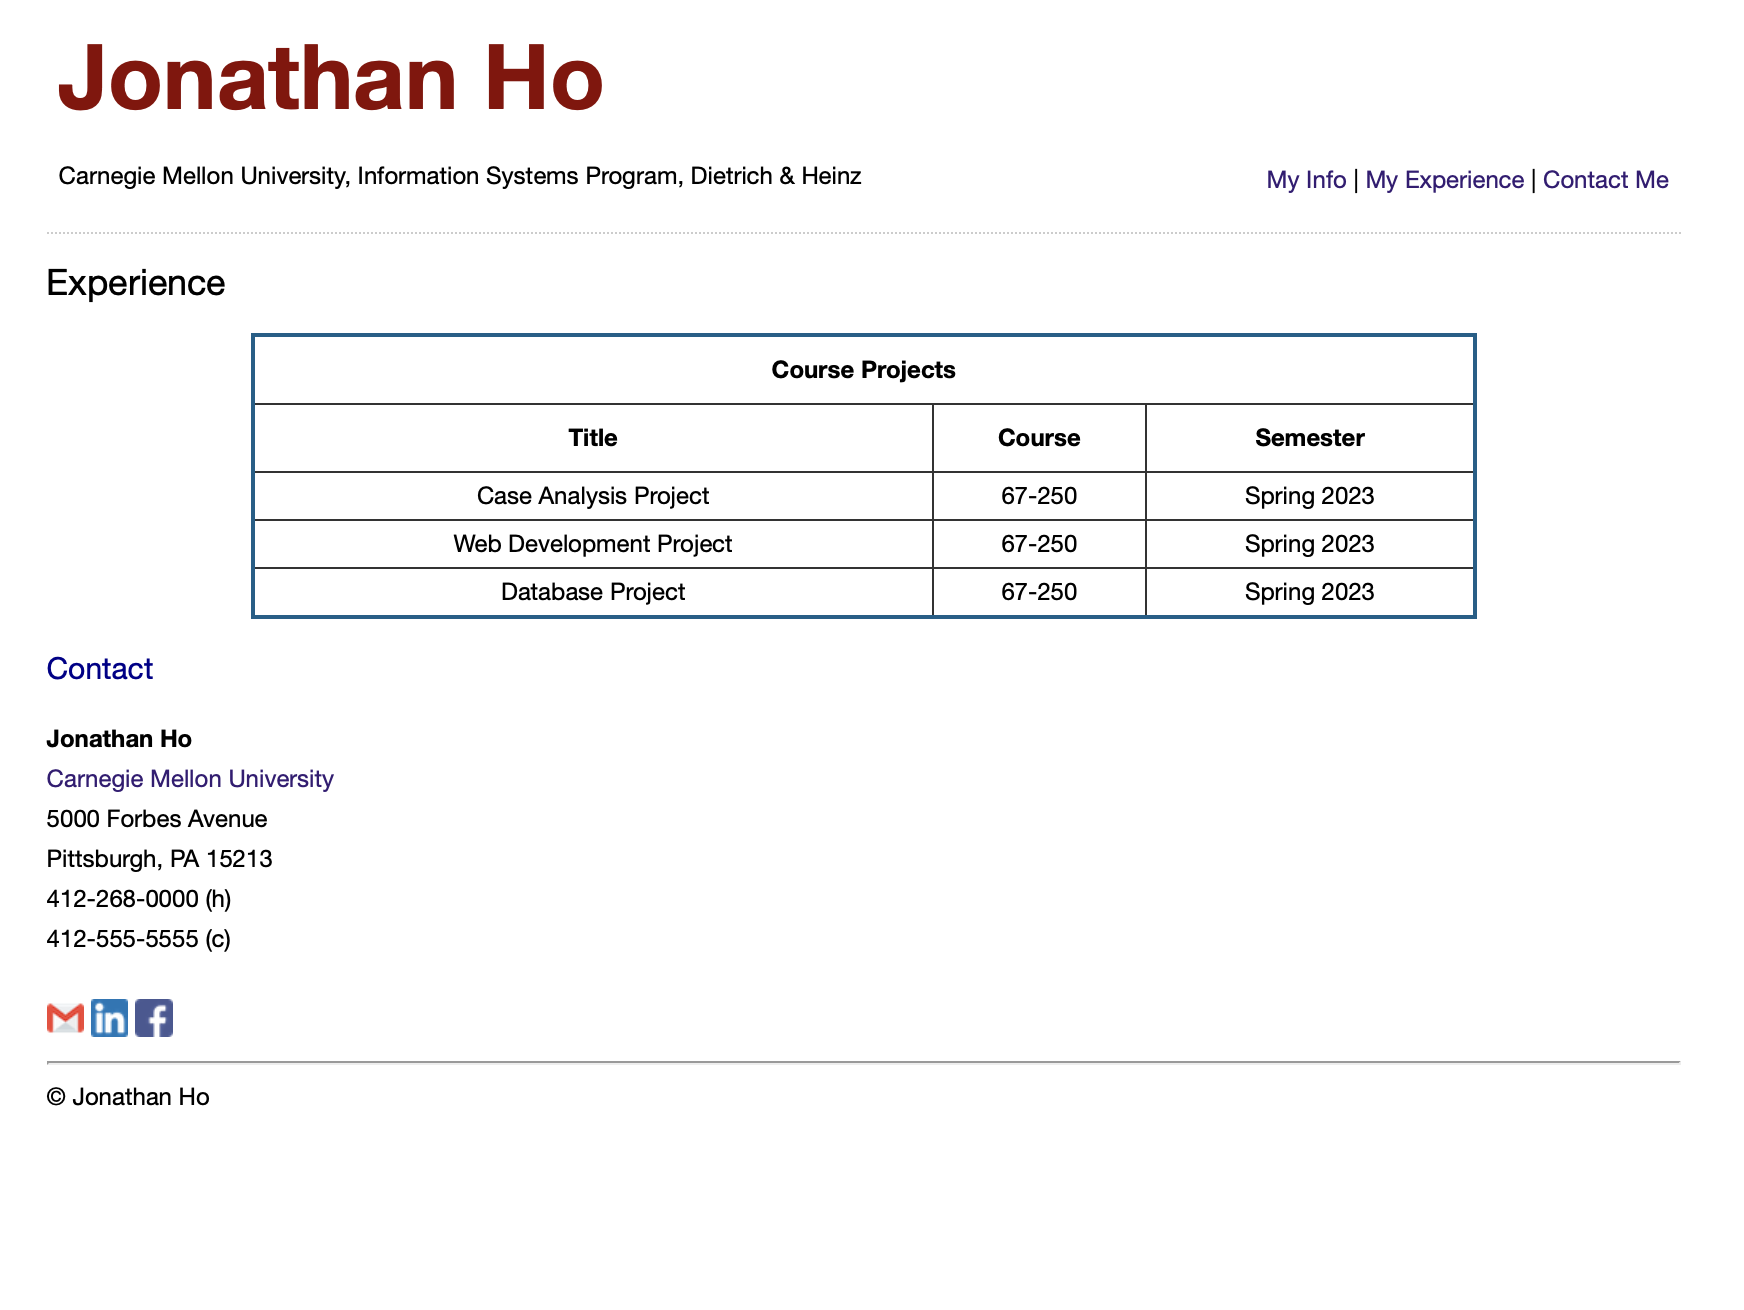 Jonathan Ho
Carnegie Mellon University, Information Systems Program, Dietrich & Heinz
My Info | My Experience | Contact Me
Experience
Course Projects
Title Course Semester
Case Analysis Project 67-250 Spring 2023
Web Development Project 67-250 Spring 2023
Database Project 67-250 Spring 2023
Contact
Jonathan Ho
Carnegie Mellon University
5000 Forbes Avenue
Pittsburgh, PA 15213
412-268-0000 (h)
412-555-5555 (c)
in f
© Jonathan Ho